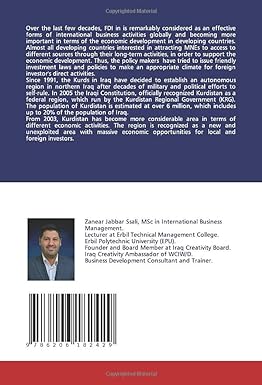 Over the last few decades, FDI in is remarkably considered as an effective
forms of international business activities globally and becoming more
important in terms of the economic development in developing countries.
Almost all developing countries interested in attracting MNEs to access to
different sources through their long-term activities, in order to support the
economic development. Thus, the policy makers have tried to issue friendly
investment laws and policies to make an appropriate climate for foreign
investor's direct activities.
Since 1991, the Kurds in Iraq have decided to establish an autonomous
region in northern Iraq after decades of military and political efforts to
self-rule. In 2005 the Iraqi Constitution, officially recognized Kurdistan as a
federal region, which run by the Kurdistan Regional Government (KRG).
The population of Kurdistan is estimated at over 6 million, which includes
up to 20% of the population of Iraq.
From 2003, Kurdistan has become more considerable area in terms of
different economic activities. The region is recognized as a new and
unexploited area with massive economic opportunities for local and
foreign investors.
Zanear Jabbar Ssali, MSc in International Business
Management.
Lecturer at Erbil Technical Management College.
Erbil Polytechnic University (EPU).
Founder and Board Member at Iraq Creativity Board.
Iraq Creativity Ambassador of WCIW/D.
Business Development Consultant and Trainer.
9 786206 182429